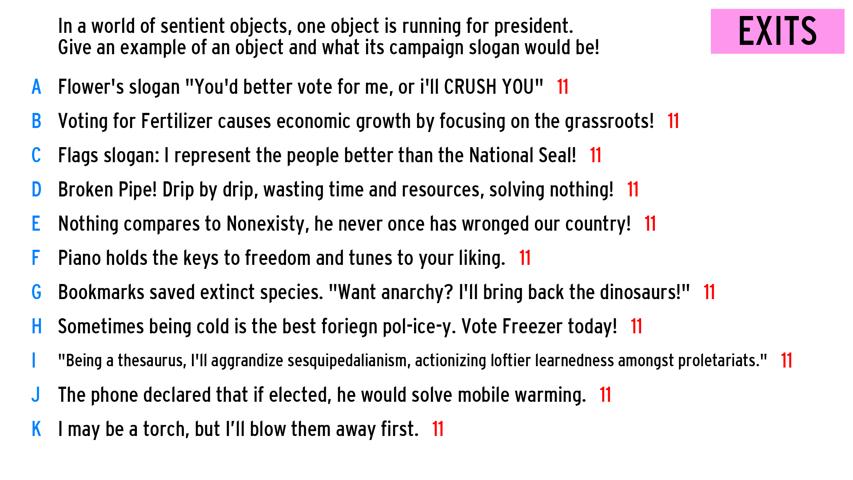 In a world of sentient objects, one object is running for president.
Give an example of an object and what its campaign slogan would be!
EXITS
A Flower's slogan "You'd better vote for me, or i'll CRUSH YOU" 11
B Voting for Fertilizer causes economic growth by focusing on the grassroots! 11
C Flags slogan: I represent the people better than the National Seal! 11
D Broken Pipe! Drip by drip, wasting time and resources, solving nothing! 11
E Nothing compares to Nonexisty, he never once has wronged our country! 11
F Piano holds the keys to freedom and tunes to your liking. 11
G Bookmarks saved extinct species. "Want anarchy? I'll bring back the dinosaurs!" 11
H Sometimes being cold is the best foriegn pol-ice-y. Vote Freezer today! 11
I "Being a thesaurus, I'll aggrandize sesquipedalianism, actionizing loftier learnedness amongst proletariats." 11
J The phone declared that if elected, he would solve mobile warming. 11
K I may be a torch, but I’ll blow them away first. 11